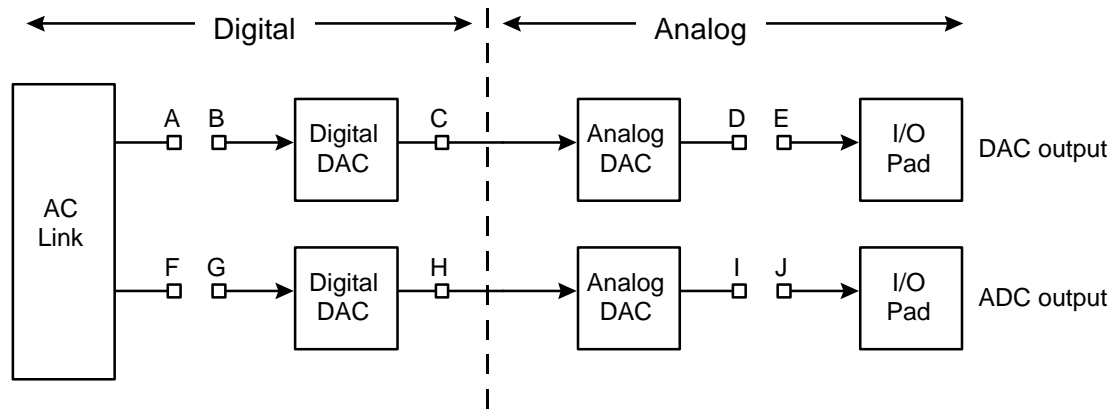 Digital
Analog
A
B
C
D
E
Digital
DAC
Analog
DAC
I/O
Pad
DAC output
AC
Link
F
G
H
I
J
Digital
DAC
Analog
DAC
I/O
Pad
ADC output